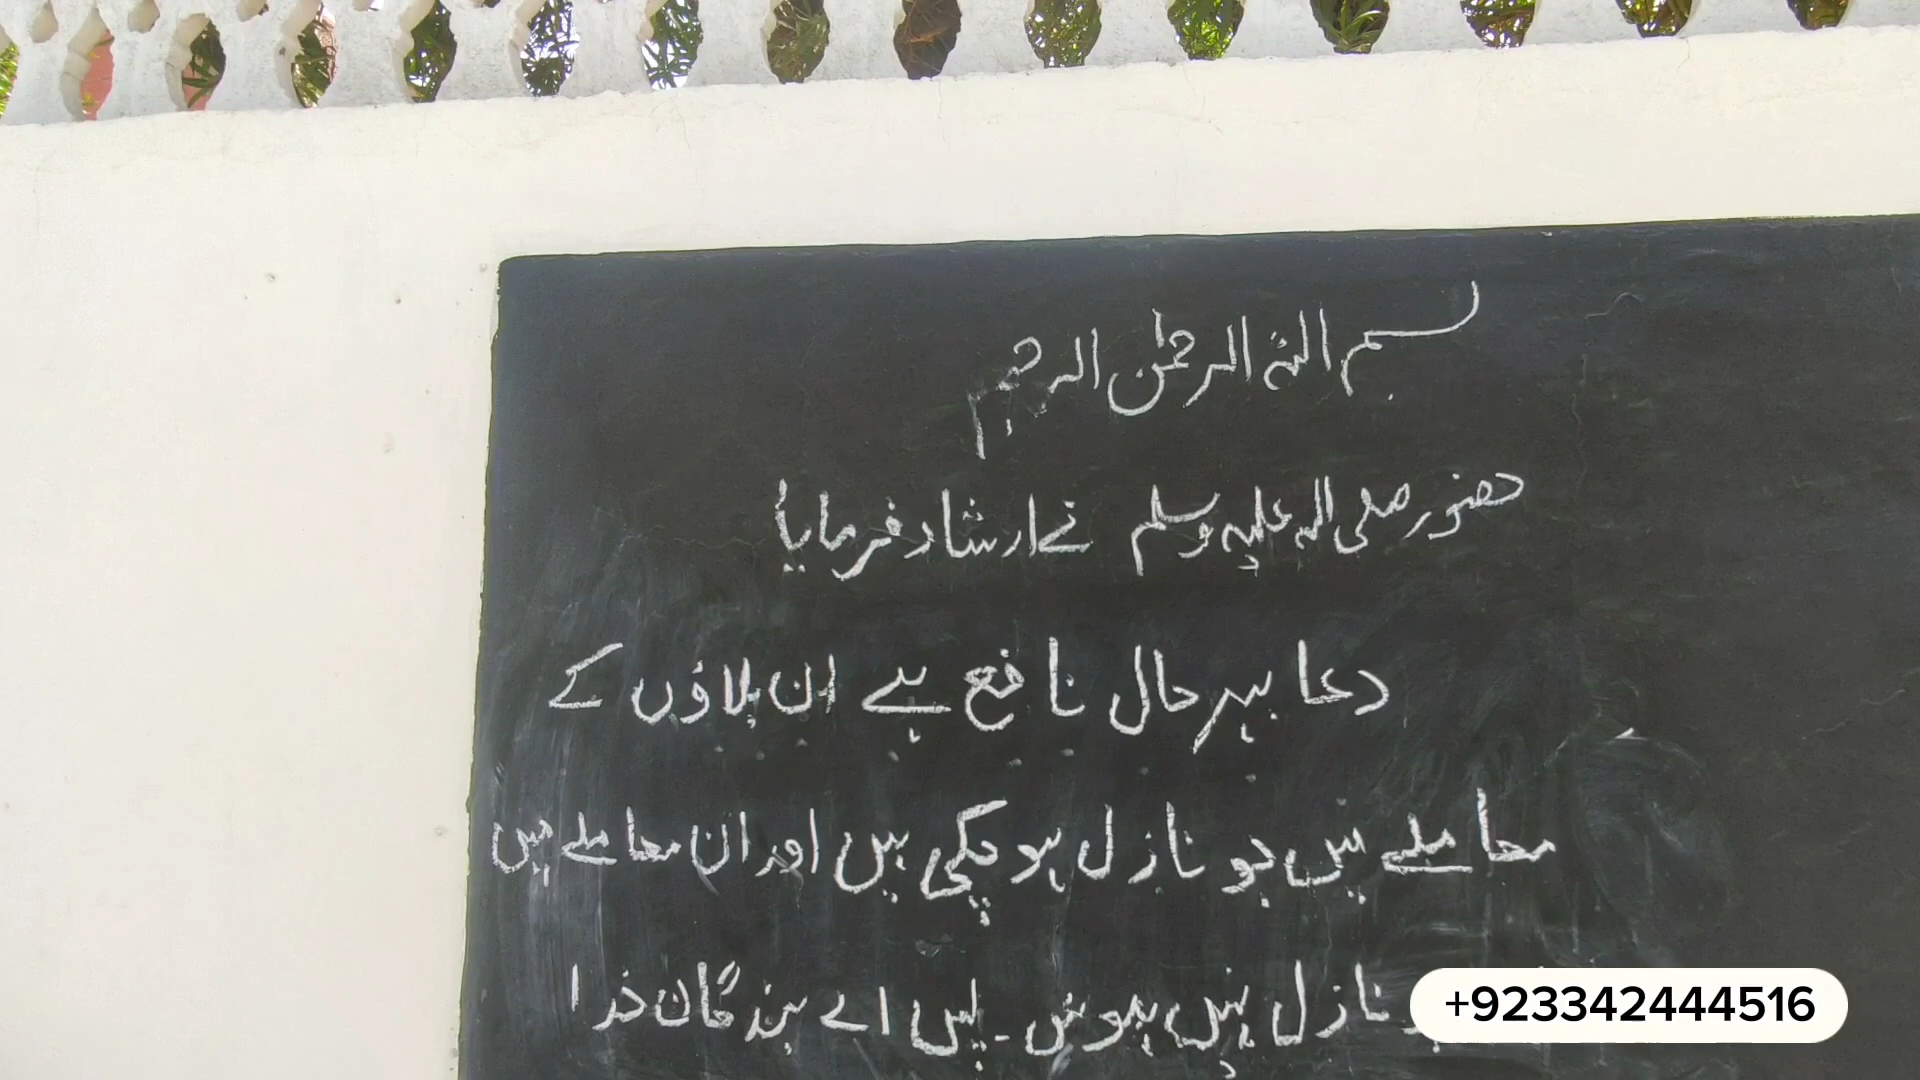 بسم اللہ الرحمن الرحیم
حضور صلی اللہ علیہ وسلم نے ارشاد فرمایا
دعا بہر حال نافع ہے ان بلاؤں کے
معاملے میں جو نازل ہو چکی ہیں اور ان معاملے میں
نازل نہیں ہوئیں۔ پس اے بندگان خدا
+923342444516